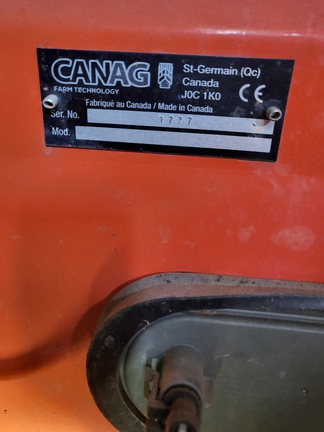 CANAG
FARM TECHNOLOGY
St-Germain (Qc)
Canada
J0C 1K0
CE
Fabriqué au Canada / Made in Canada
Ser. No. 1777
Mod.